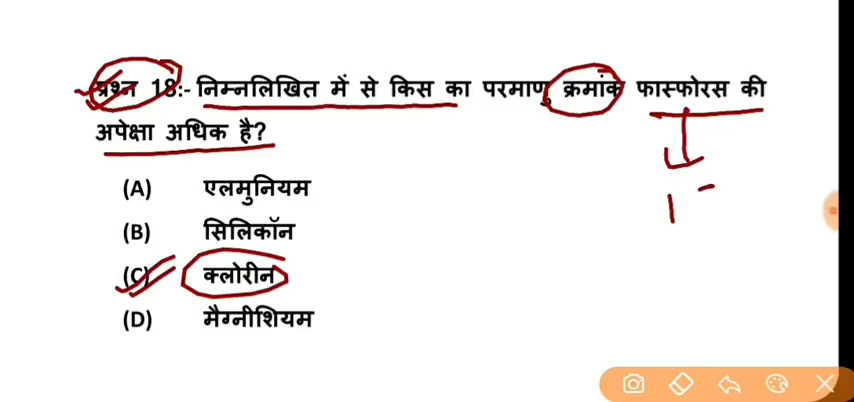 प्रश्न 18:- निम्नलिखित में से किस का परमाणु क्रमांक फास्फोरस की
अपेक्षा अधिक है?
(A) एलमुनियम
(B) सिलिकॉन
(C) क्लोरीन
(D) मैग्नीशियम